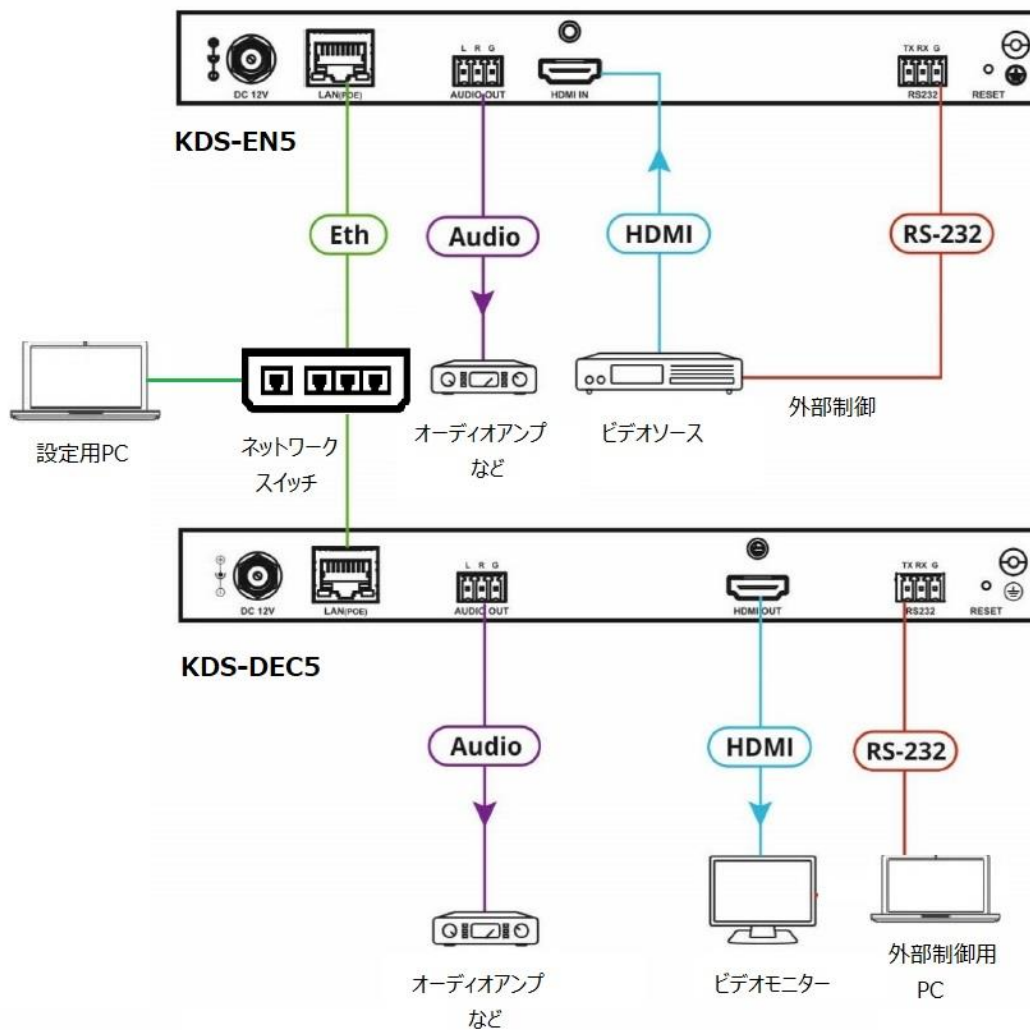 L R G
TX RX G
DC 12V
LAN(POE)
AUDIO OUT
HDMI IN
RS232
RESET
KDS-EN5
Eth
Audio
HDMI
RS-232
設定用PC
ネットワーク
スイッチ
オーディオアンプ
など
ビデオソース
外部制御
L R G
TX RX G
DC 12V
LAN(POE)
AUDIO OUT
HDMI OUT
RS232
RESET
KDS-DEC5
Audio
HDMI
RS-232
オーディオアンプ
など
ビデオモニター
外部制御用
PC